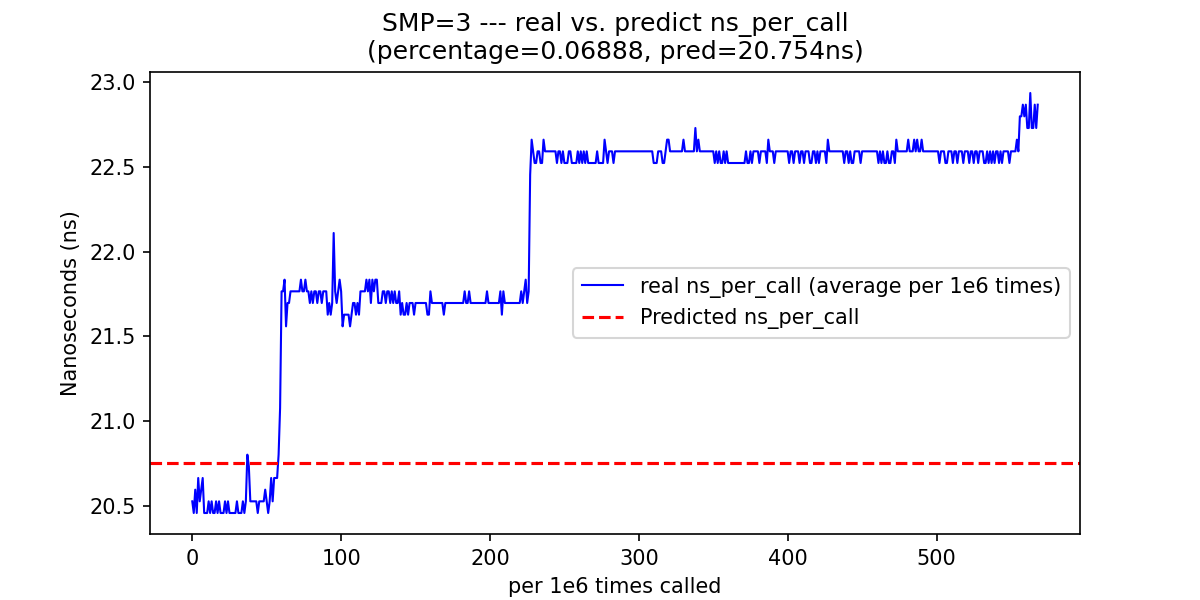 SMP=3 --- real vs. predict ns_per_call
(percentage=0.06888, pred=20.754ns)
23.0
22.5
22.0
21.5
21.0
20.5
Nanoseconds (ns)
real ns_per_call (average per 1e6 times)
Predicted ns_per_call
0
100
200
300
400
500
per 1e6 times called